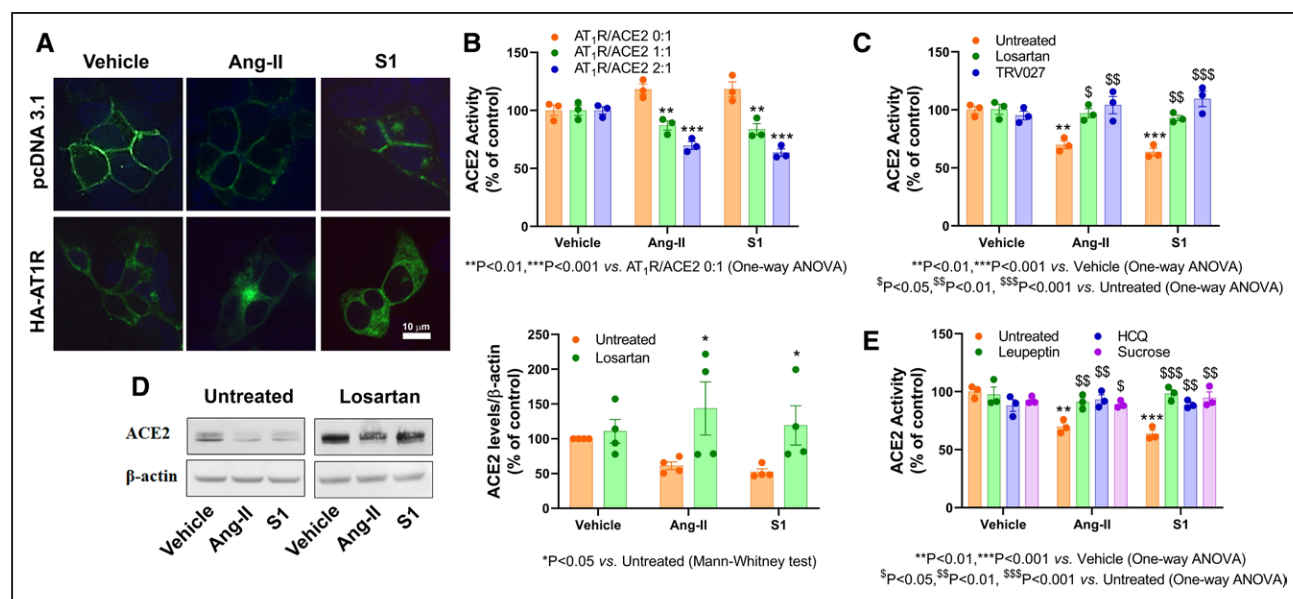 A
Vehicle Ang-II S1
pcDNA 3.1
HA-AT1R
10 µm
B
AT₁R/ACE2 0:1
AT₁R/ACE2 1:1
AT₁R/ACE2 2:1
ACE2 Activity
(% of control)
150
100
50
0
** *** ** ***
Vehicle Ang-II S1
**P<0.01,***P<0.001 vs. AT₁R/ACE2 0:1 (One-way ANOVA)
C
Untreated
Losartan
TRV027
ACE2 Activity
(% of control)
150
100
50
0
** $ $$ *** $$ $$$
Vehicle Ang-II S1
**P<0.01,***P<0.001 vs. Vehicle (One-way ANOVA)
$P<0.05,$$P<0.01, $$$P<0.001 vs. Untreated (One-way ANOVA)
D
Untreated Losartan
ACE2
β-actin
Vehicle Ang-II S1 Vehicle Ang-II S1
Untreated
Losartan
ACE2 levels/β-actin
(% of control)
250
200
150
100
50
0
* *
Vehicle Ang-II S1
*P<0.05 vs. Untreated (Mann-Whitney test)
E
Untreated HCQ
Leupeptin Sucrose
ACE2 Activity
(% of control)
150
100
50
0
** $$ $$ $ *** $$$ $$ $$
Vehicle Ang-II S1
**P<0.01,***P<0.001 vs. Vehicle (One-way ANOVA)
$P<0.05,$$P<0.01, $$$P<0.001 vs. Untreated (One-way ANOVA)